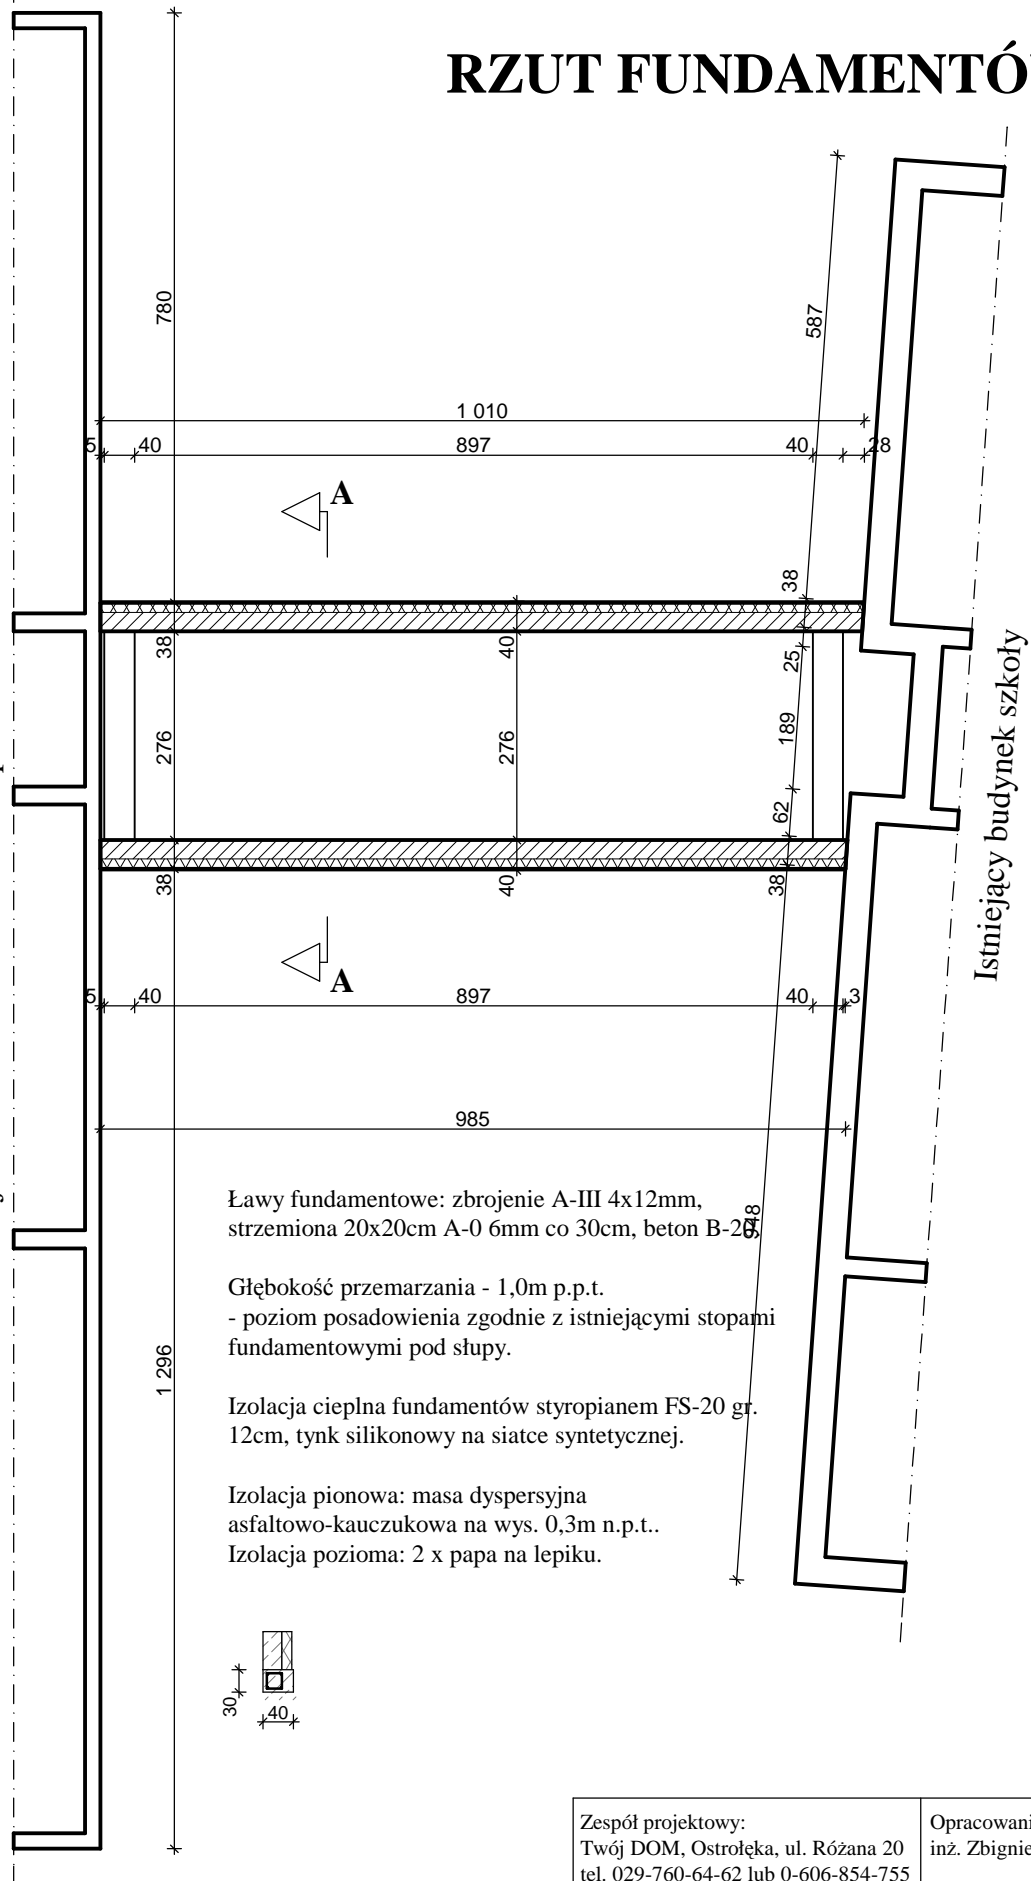 RZUT FUNDAMENTÓ
780
587
1 010
5
40
897
40
28
A
38
38
40
25
276
276
189
62
38
40
38
Istniejący budynek szkoły
A
5
40
897
40
3
985
948
1 296
Ławy fundamentowe: zbrojenie A-III 4x12mm,
strzemiona 20x20cm A-0 6mm co 30cm, beton B-20.
Głębokość przemarzania - 1,0m p.p.t.
- poziom posadowienia zgodnie z istniejącymi stopami
fundamentowymi pod słupy.
Izolacja cieplna fundamentów styropianem FS-20 gr.
12cm, tynk silikonowy na siatce syntetycznej.
Izolacja pionowa: masa dyspersyjna
asfaltowo-kauczukowa na wys. 0,3m n.p.t..
Izolacja pozioma: 2 x papa na lepiku.
30
40
Zespół projektowy:
Twój DOM, Ostrołęka, ul. Różana 20
tel. 029-760-64-62 lub 0-606-854-755
Opracowani
inż. Zbignie